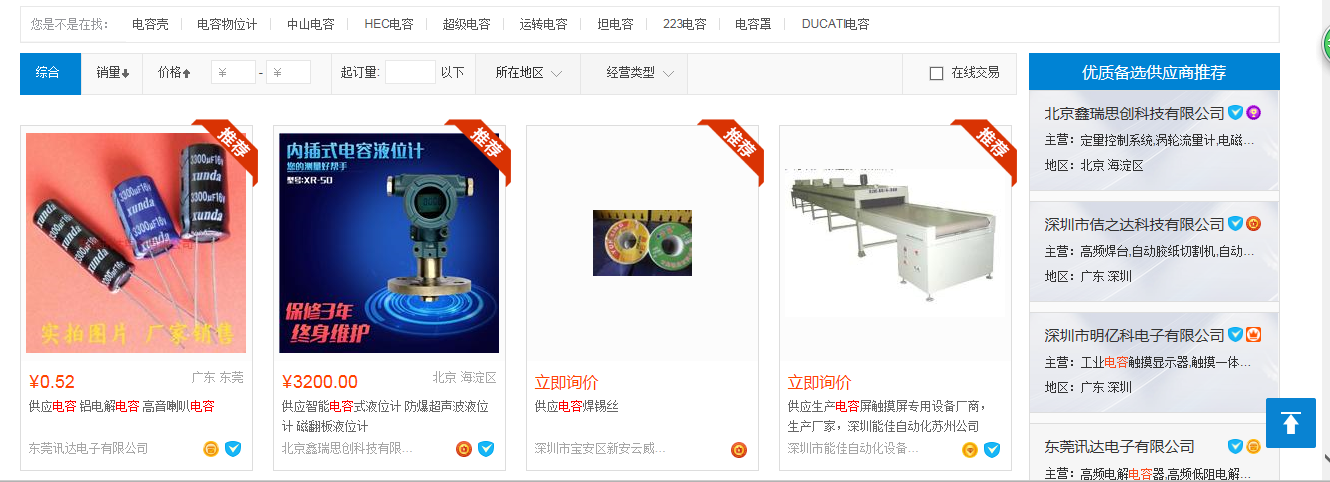 您是不是在找： 电容壳 电容物位计 中山电容 HEC电容 超级电容 运转电容 坦电容 223电容 电容罩 DUCATI电容
综合 销量 价格 ￥ - ￥ 起订量: 以下 所在地区 经营类型 在线交易
推荐
3300μF16v
xunda
3300μF16v
xunda
3300μF16v
xunda
实拍图片 厂家销售
¥0.52 广东 东莞
供应电容 铝电解电容 高音喇叭电容
东莞讯达电子有限公司
推荐
内插式电容液位计
您的测量好帮手
型号:XR-50
保修3年
终身维护
¥3200.00 北京 海淀区
供应智能电容式液位计 防爆超声波液位
计 磁翻板液位计
北京鑫瑞思创科技有限...
推荐
立即询价
供应电容焊锡丝
深圳市宝安区新安云威...
推荐
立即询价
供应生产电容屏触摸屏专用设备厂商，
生产厂家，深圳能佳自动化苏州公司
深圳市能佳自动化设备...
优质备选供应商推荐
北京鑫瑞思创科技有限公司
主营：定量控制系统,涡轮流量计,电磁...
地区：北京 海淀区
深圳市佶之达科技有限公司
主营：高频焊台,自动胶纸切割机,自动...
地区：广东 深圳
深圳市明亿科电子有限公司
主营：工业电容触摸显示器,触摸一体...
地区：广东 深圳
东莞讯达电子有限公司
主营：高频电解电容器,高频低阻电解...